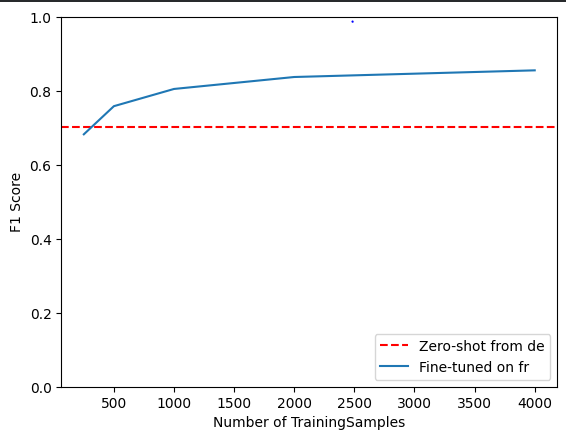 1.0
0.8
0.6
0.4
0.2
0.0
F1 Score
Zero-shot from de
Fine-tuned on fr
500 1000 1500 2000 2500 3000 3500 4000
Number of TrainingSamples